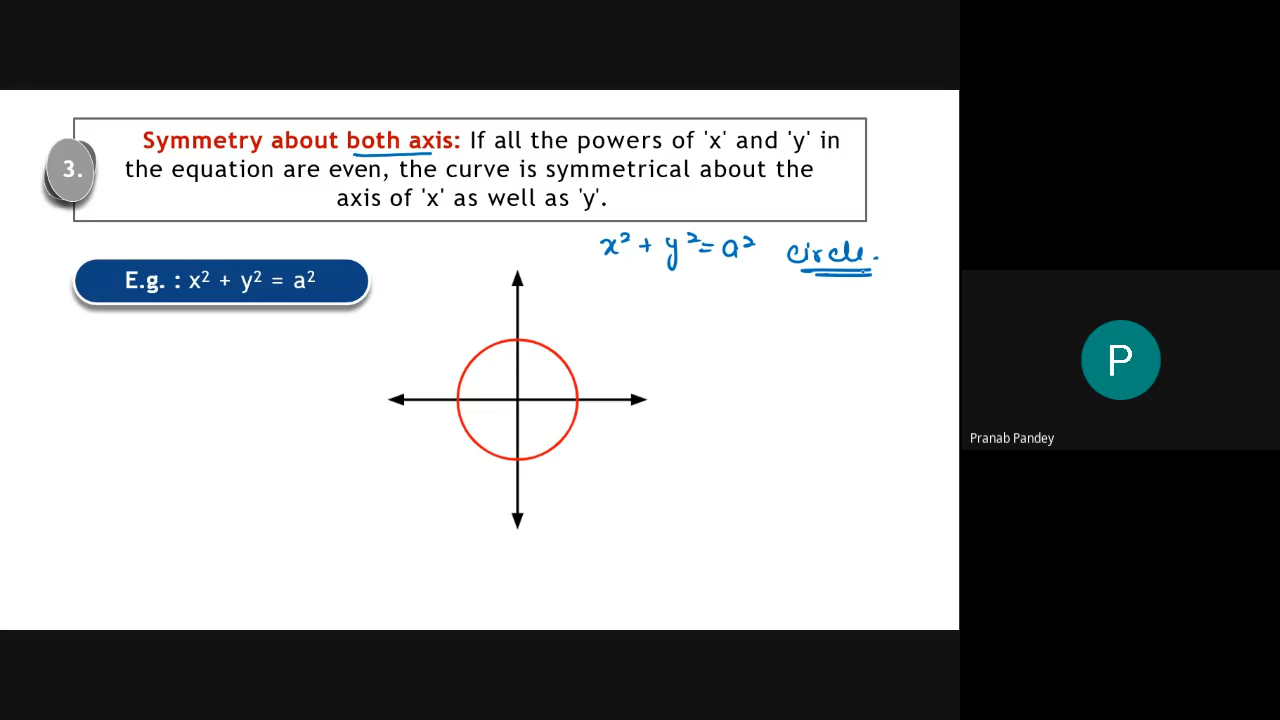 3.
Symmetry about both axis: If all the powers of 'x' and 'y' in
the equation are even, the curve is symmetrical about the
axis of 'x' as well as 'y'.
x² + y² = a² circle.
E.g. : x² + y² = a²
P
Pranab Pandey